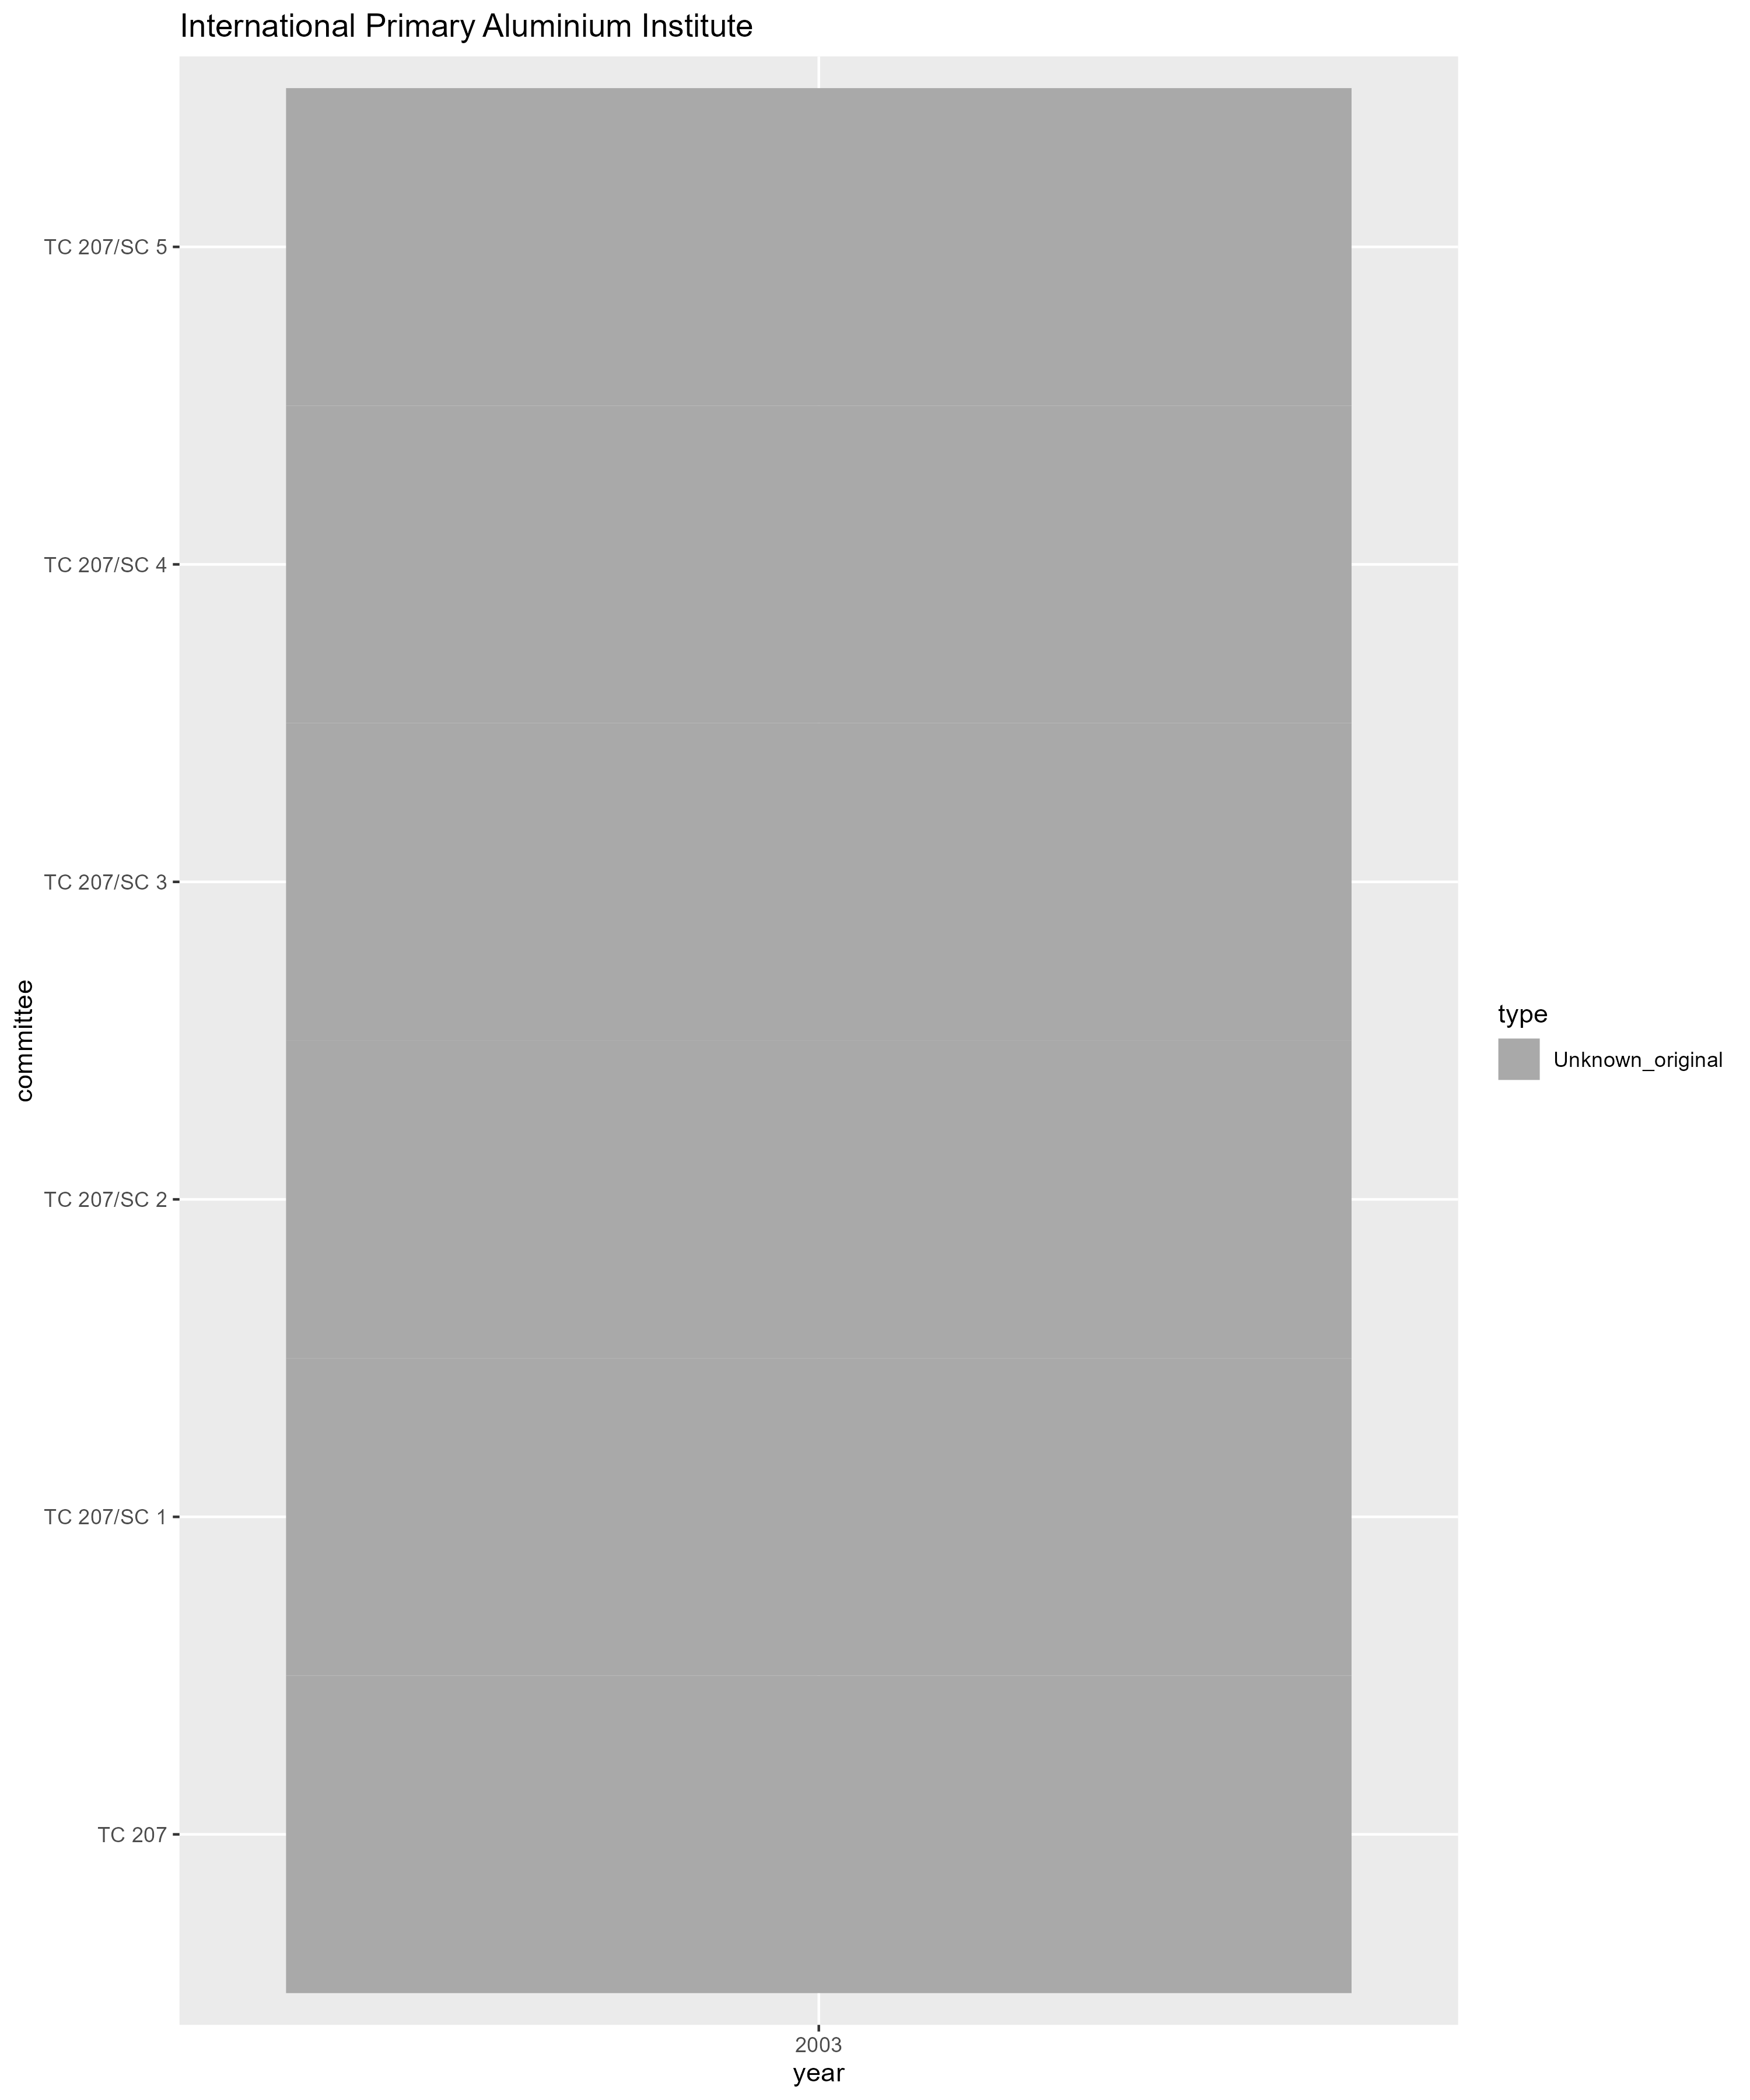 International Primary Aluminium Institute
committee
TC 207/SC 5
TC 207/SC 4
TC 207/SC 3
TC 207/SC 2
TC 207/SC 1
TC 207
2003
year
type
Unknown_original